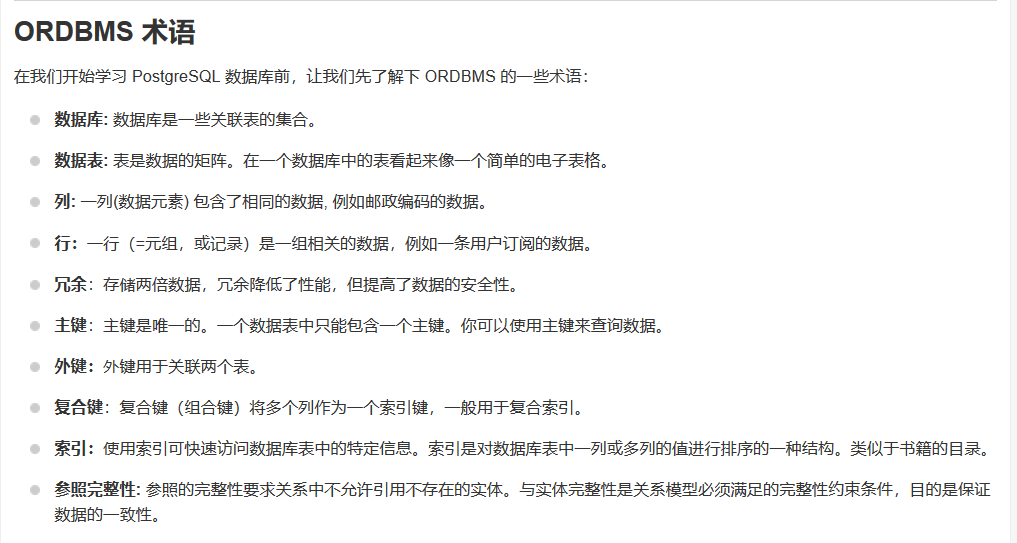 ORDBMS 术语
在我们开始学习 PostgreSQL 数据库前，让我们先了解下 ORDBMS 的一些术语：
数据库: 数据库是一些关联表的集合。
数据表: 表是数据的矩阵。在一个数据库中的表看起来像一个简单的电子表格。
列: 一列(数据元素) 包含了相同的数据, 例如邮政编码的数据。
行：一行（=元组，或记录）是一组相关的数据，例如一条用户订阅的数据。
冗余：存储两倍数据，冗余降低了性能，但提高了数据的安全性。
主键：主键是唯一的。一个数据表中只能包含一个主键。你可以使用主键来查询数据。
外键：外键用于关联两个表。
复合键：复合键（组合键）将多个列作为一个索引键，一般用于复合索引。
索引：使用索引可快速访问数据库表中的特定信息。索引是对数据库表中一列或多列的值进行排序的一种结构。类似于书籍的目录。
参照完整性: 参照的完整性要求关系中不允许引用不存在的实体。与实体完整性是关系模型必须满足的完整性约束条件，目的是保证
数据的一致性。